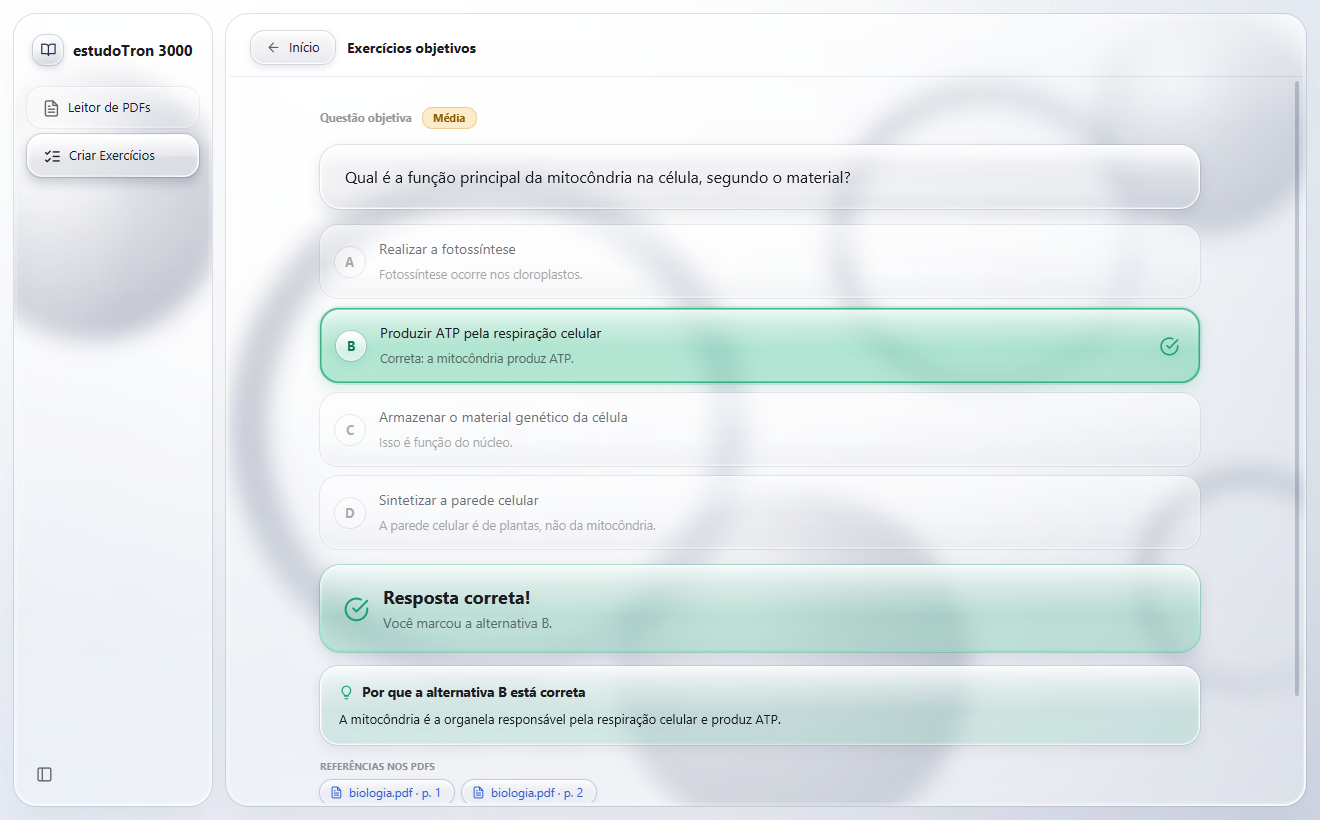 estudoTron 3000
Leitor de PDFs
Criar Exercícios
Início
Exercícios objetivos
Questão objetiva
Média
Qual é a função principal da mitocôndria na célula, segundo o material?
A
Realizar a fotossíntese
Fotossíntese ocorre nos cloroplastos.
B
Produzir ATP pela respiração celular
Correta: a mitocôndria produz ATP.
C
Armazenar o material genético da célula
Isso é função do núcleo.
D
Sintetizar a parede celular
A parede celular é de plantas, não da mitocôndria.
Resposta correta!
Você marcou a alternativa B.
Por que a alternativa B está correta
A mitocôndria é a organela responsável pela respiração celular e produz ATP.
REFERÊNCIAS NOS PDFS
biologia.pdf · p. 1
biologia.pdf · p. 2